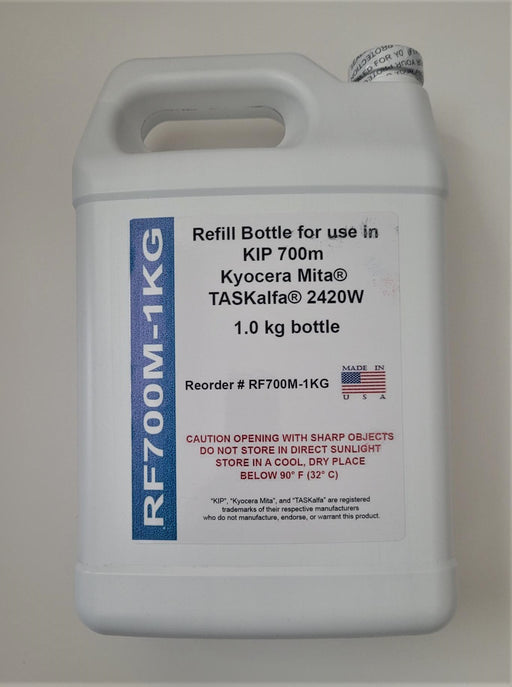 ED FOR YO
RF700M-1KG
Refill Bottle for use in
KIP 700m
Kyocera Mita®
TASKalfa® 2420W
1.0 kg bottle
Reorder # RF700M-1KG
MADE IN
U S A
CAUTION OPENING WITH SHARP OBJECTS
DO NOT STORE IN DIRECT SUNLIGHT
STORE IN A COOL, DRY PLACE
BELOW 90° F (32° C)
“KIP”, “Kyocera Mita”, and “TASKalfa” are registered
trademarks of their respective manufacturers
who do not manufacture, endorse, or warrant this product.